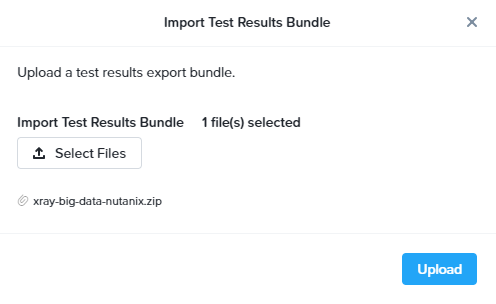 Import Test Results Bundle
Upload a test results export bundle.
Import Test Results Bundle 1 file(s) selected
Select Files
xray-big-data-nutanix.zip
Upload